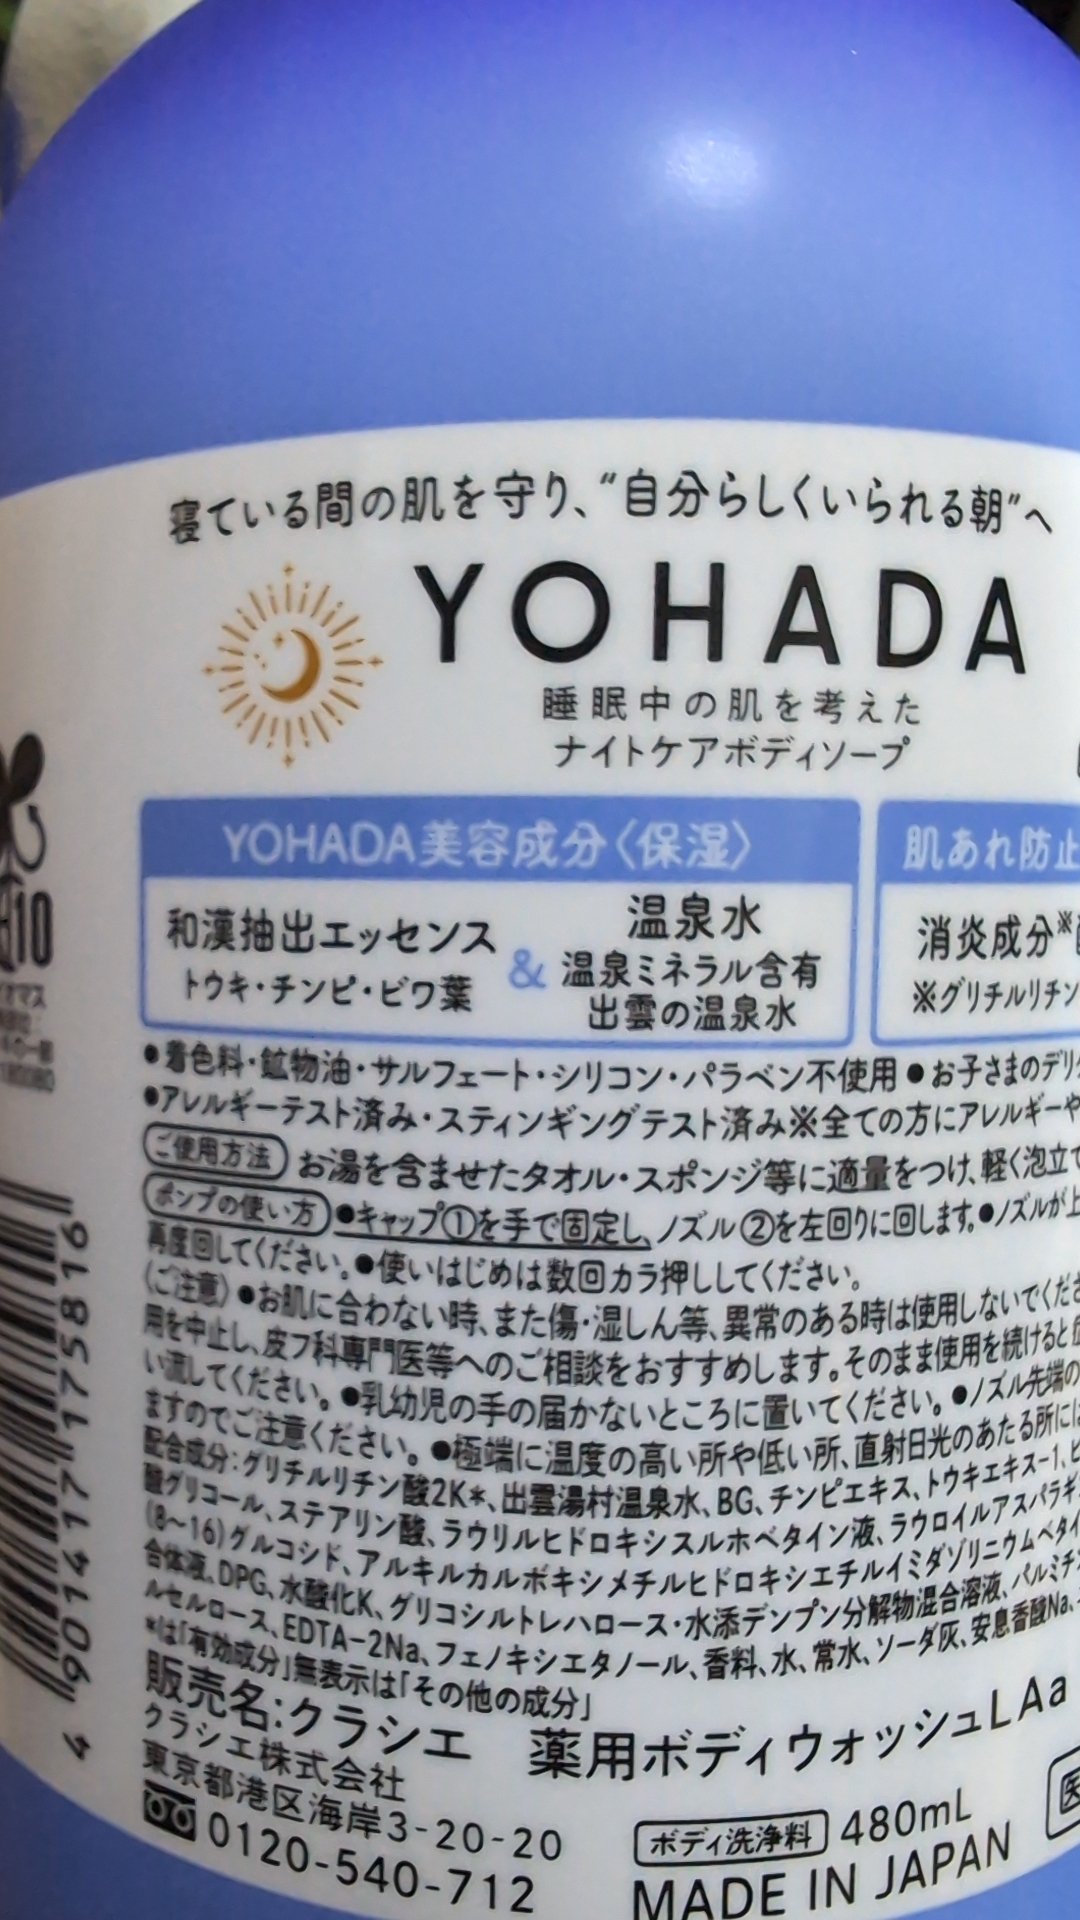 寝ている間の肌を守り、“自分らしくいられる朝”へ
YOHADA
睡眠中の肌を考えた
ナイトケアボディソープ
YOHADA美容成分〈保湿〉
和漢抽出エッセンス
トウキ・チンピ・ビワ葉
&
温泉水
温泉ミネラル含有
出雲の温泉水
肌あれ防止
消炎成分※
※グリチルリチン
●着色料・鉱物油・サルフェート・シリコン・パラベン不使用 ●お子さまのデリ
●アレルギーテスト済み・スティンギングテスト済み※全ての方にアレルギーや
ご使用方法 お湯を含ませたタオル・スポンジ等に適量をつけ、軽く泡立て
ポンプの使い方 ●キャップ①を手で固定し、ノズル②を左回りに回します。●ノズルが上
再度回してください。●使いはじめは数回カラ押ししてください。
〈ご注意〉●お肌に合わない時、また傷・湿しん等、異常のある時は使用しないでくださ
用を中止し、皮フ科専門医等へのご相談をおすすめします。そのまま使用を続けると
い流してください。●乳幼児の手の届かないところに置いてください。●ノズル先端の
ますのでご注意ください。●極端に温度の高い所や低い所、直射日光のあたる所には
配合成分:グリチルリチン酸2K*、出雲湯村温泉水、BG、チンピエキス、トウキエキス-1、ビ
酸グリコール、ステアリン酸、ラウリルヒドロキシスルホベタイン液、ラウロイルアスパラギ
(8~16)グルコシド、アルキルカルボキシメチルヒドロキシエチルイミダゾリニウムベタイ
合体液、DPG、水酸化K、グリコシルトレハロース・水添デンプン分解物混合溶液、パルミチン
ルセルロース、EDTA-2Na、フェノキシエタノール、香料、水、常水、ソーダ灰、安息香酸Na、
*は「有効成分」無表示は「その他の成分」
販売名:クラシエ 薬用ボディウォッシュLAa
クラシエ株式会社
東京都港区海岸3-20-20
0120-540-712
ボディ洗浄料 480mL
MADE IN JAPAN
医
10
4 901417 175816